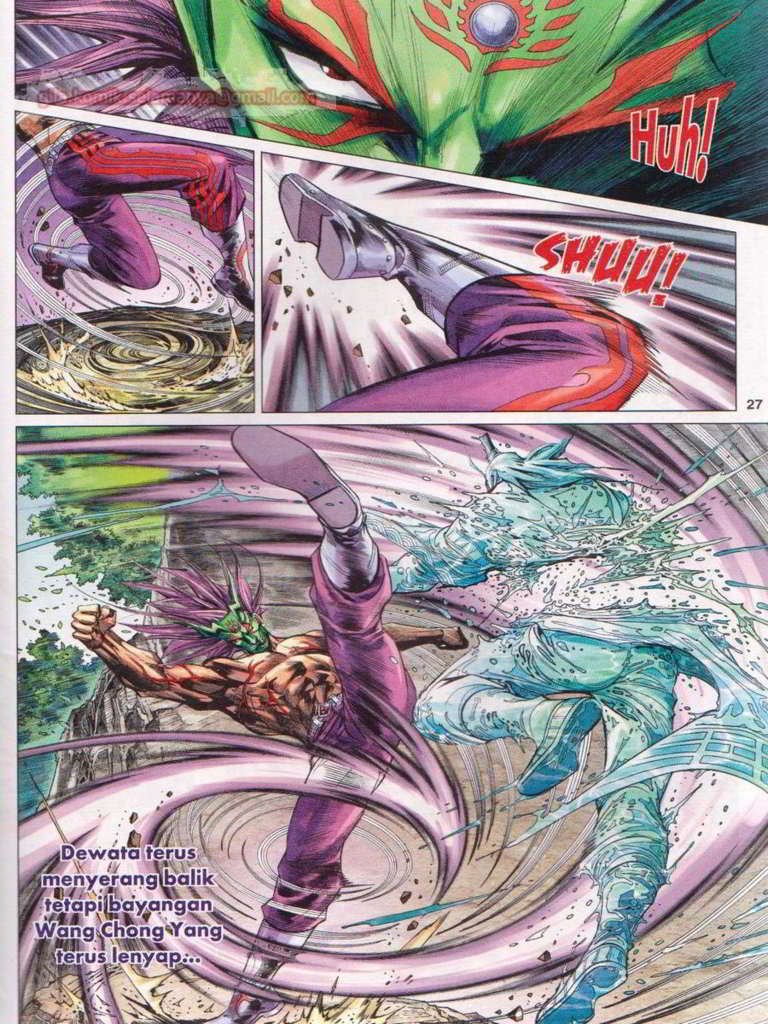 Huh!
SHUU!
27
Dewata terus
menyerang balik
tetapi bayangan
Wang Chong Yang
terus lenyap...